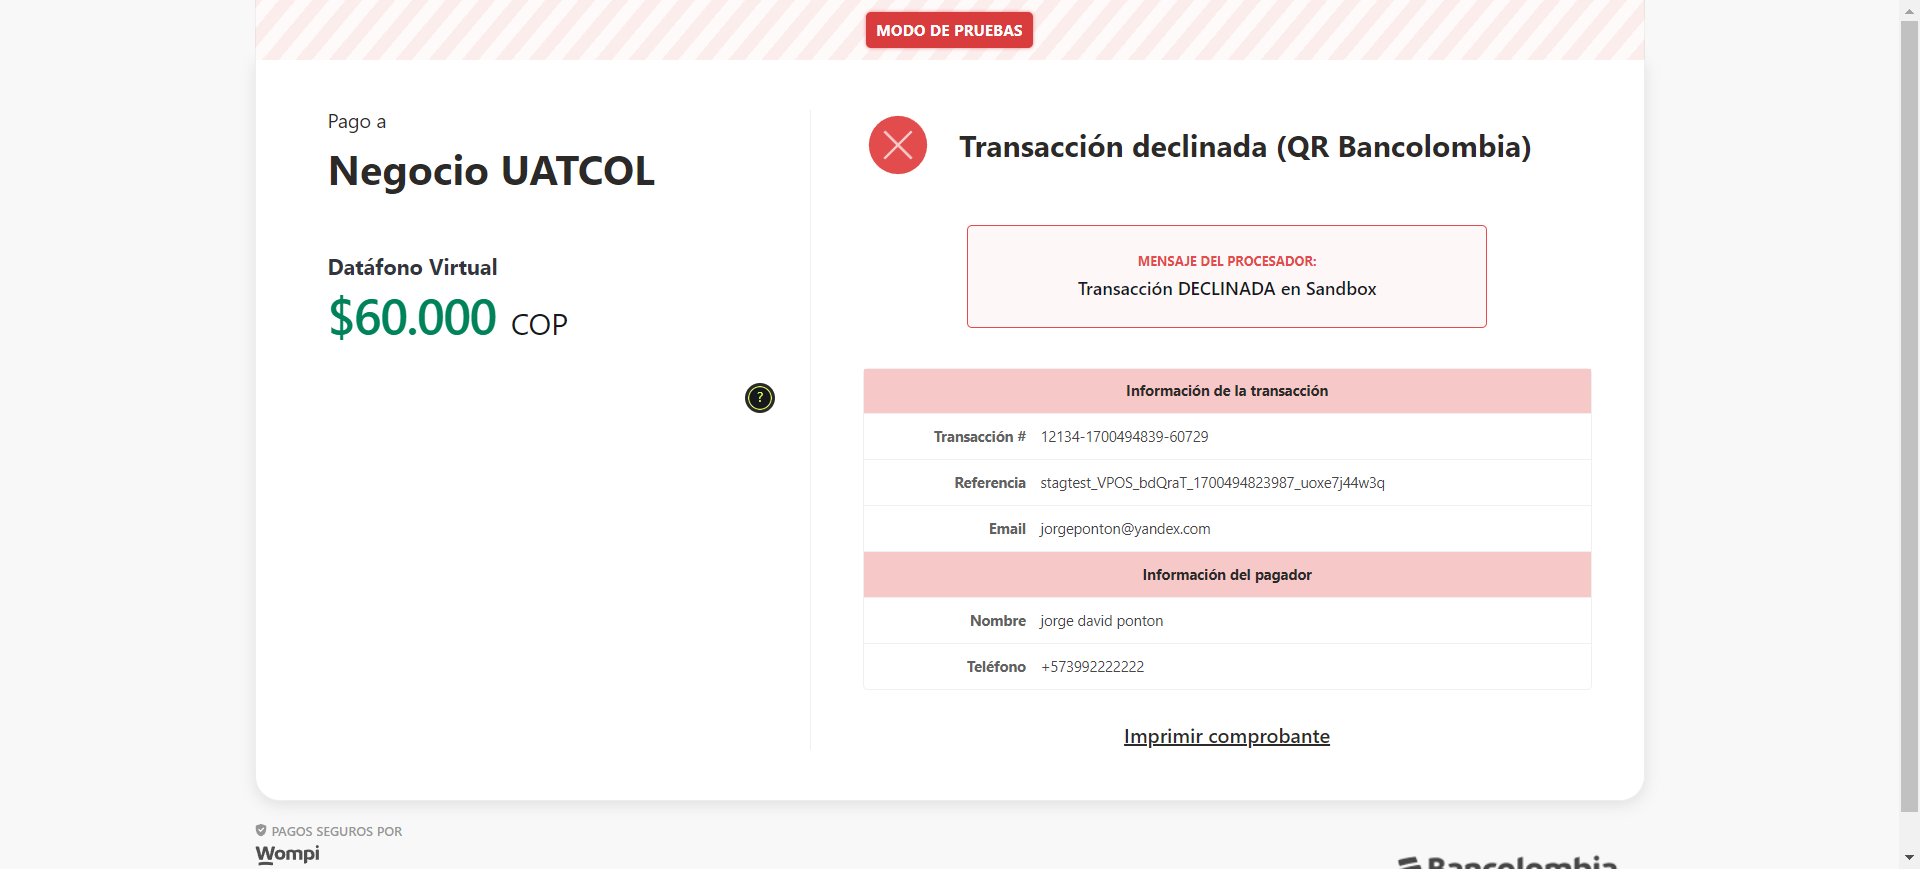 MODO DE PRUEBAS
Pago a
Negocio UATCOL
Datáfono Virtual
$60.000 COP
?
Transacción declinada (QR Bancolombia)
MENSAJE DEL PROCESADOR:
Transacción DECLINADA en Sandbox
Información de la transacción
Transacción # 12134-1700494839-60729
Referencia stagtest_VPOS_bdQraT_1700494823987_uoxe7j44w3q
Email jorgeponton@yandex.com
Información del pagador
Nombre jorge david ponton
Teléfono +573992222222
Imprimir comprobante
PAGOS SEGUROS POR
Wompi
Bancolombia